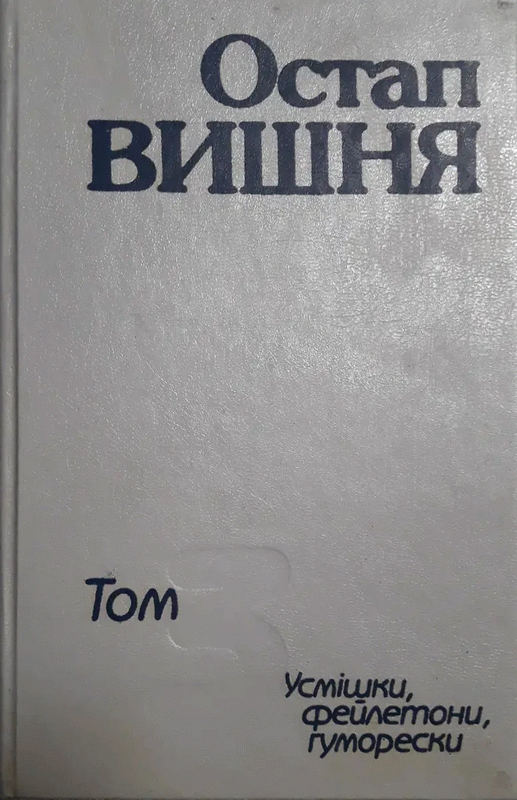 Остап
ВИШНЯ
Том
Усмішки,
фейлетони,
гуморески